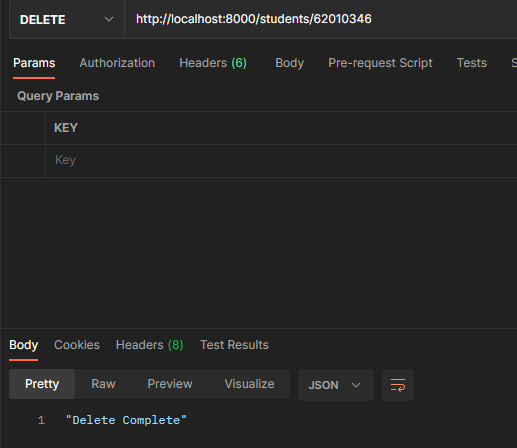 DELETE http://localhost:8000/students/62010346
Params Authorization Headers (6) Body Pre-request Script Tests S
Query Params
KEY
Key
Body Cookies Headers (8) Test Results
Pretty Raw Preview Visualize JSON
1 "Delete Complete"